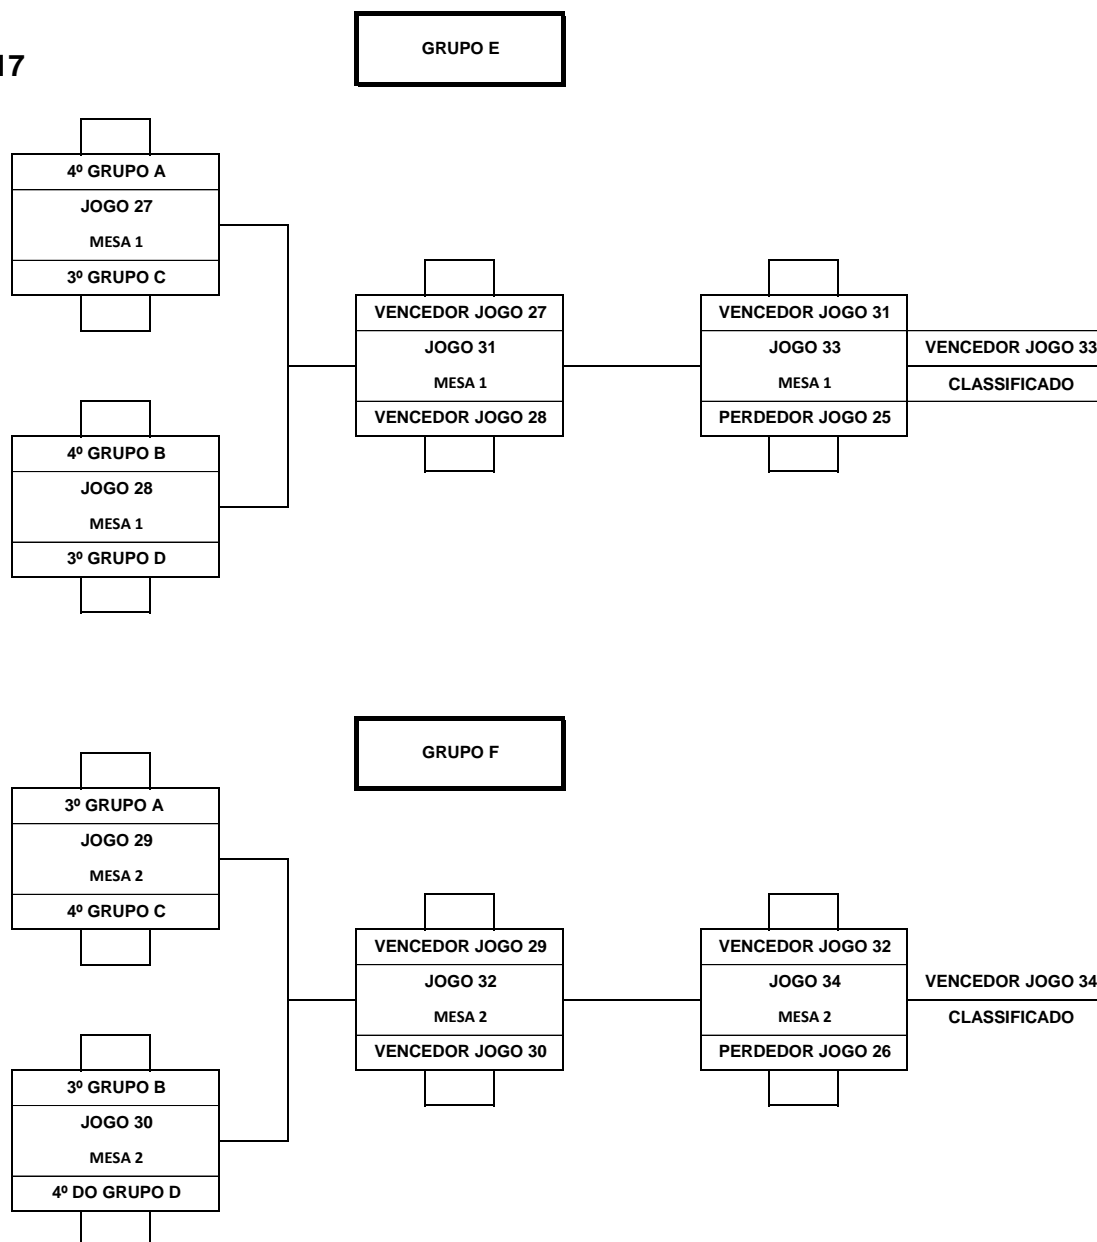 GRUPO E
17
4º GRUPO A
JOGO 27
MESA 1
3º GRUPO C
VENCEDOR JOGO 27
JOGO 31
MESA 1
VENCEDOR JOGO 28
VENCEDOR JOGO 31
JOGO 33
MESA 1
PERDEDOR JOGO 25
VENCEDOR JOGO 33
CLASSIFICADO
4º GRUPO B
JOGO 28
MESA 1
3º GRUPO D
GRUPO F
3º GRUPO A
JOGO 29
MESA 2
4º GRUPO C
VENCEDOR JOGO 29
JOGO 32
MESA 2
VENCEDOR JOGO 30
VENCEDOR JOGO 32
JOGO 34
MESA 2
PERDEDOR JOGO 26
VENCEDOR JOGO 34
CLASSIFICADO
3º GRUPO B
JOGO 30
MESA 2
4º DO GRUPO D